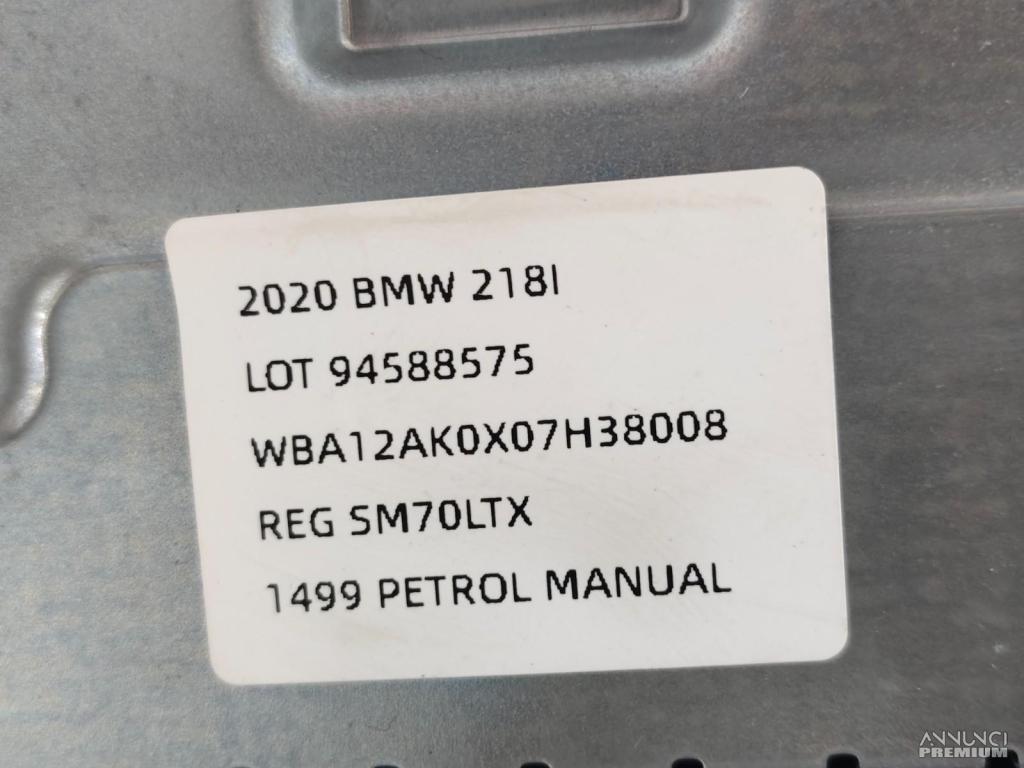 2020 BMW 218I
LOT 94588575
WBA12AK0X07H38008
REG SM70LTX
1499 PETROL MANUAL
ANNUNCI
PREMIUM